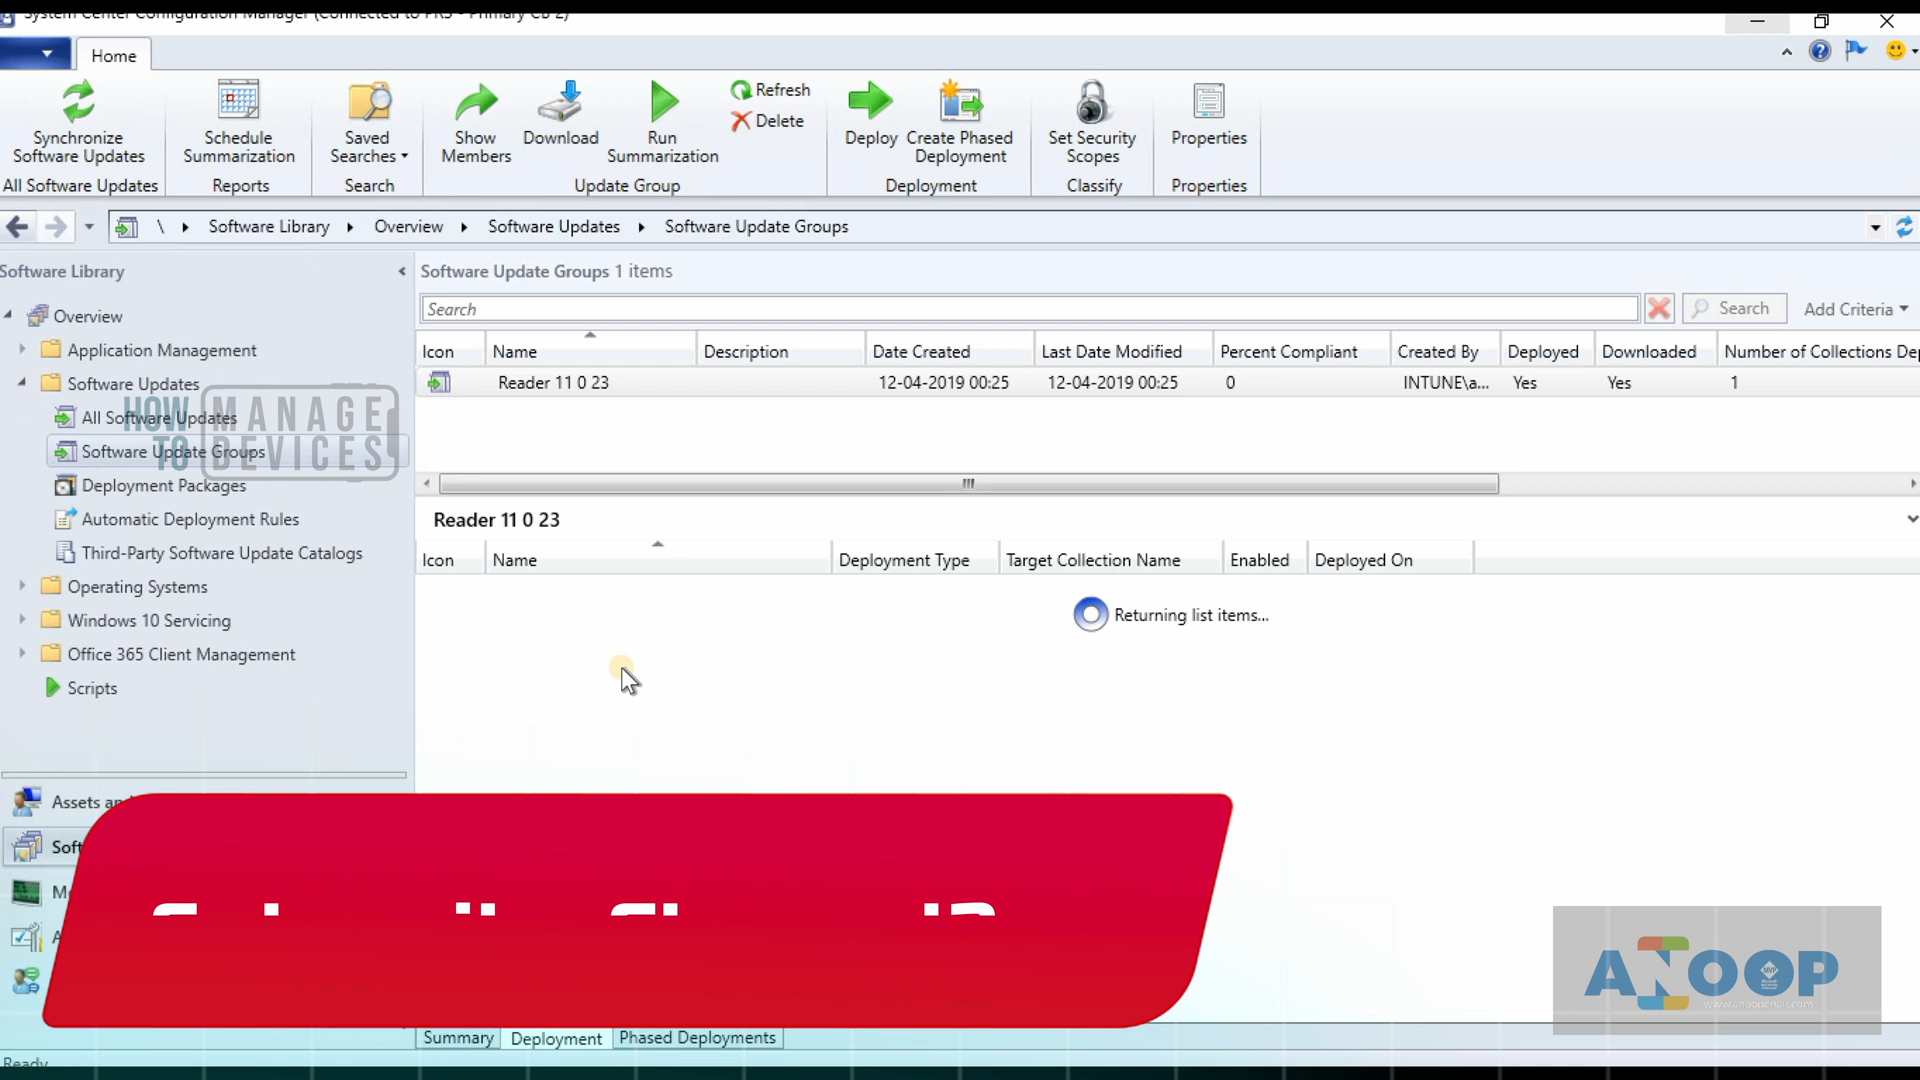 System Center Configuration Manager (Connected to PR3 - Primary CB 2)
Home
Synchronize Software Updates
Schedule Summarization
Saved Searches
Show Members
Download
Run Summarization
Refresh
Delete
Deploy
Create Phased Deployment
Set Security Scopes
Properties
All Software Updates
Reports
Search
Update Group
Deployment
Classify
Properties
\ Software Library Overview Software Updates Software Update Groups
Software Library
Overview
Application Management
Software Updates
All Software Updates
Software Update Groups
Deployment Packages
Automatic Deployment Rules
Third-Party Software Update Catalogs
Operating Systems
Windows 10 Servicing
Office 365 Client Management
Scripts
HOW TO MANAGE DEVICES
Assets
Software Update Groups 1 items
Search
Search
Add Criteria
Icon Name Description Date Created Last Date Modified Percent Compliant Created By Deployed Downloaded Number of Collections De
Reader 11 0 23 12-04-2019 00:25 12-04-2019 00:25 0 INTUNE\a... Yes Yes 1
Reader 11 0 23
Icon Name Deployment Type Target Collection Name Enabled Deployed On
Returning list items...
Summary Deployment Phased Deployments
Ready
ANOOP
www.anoopcnair.com